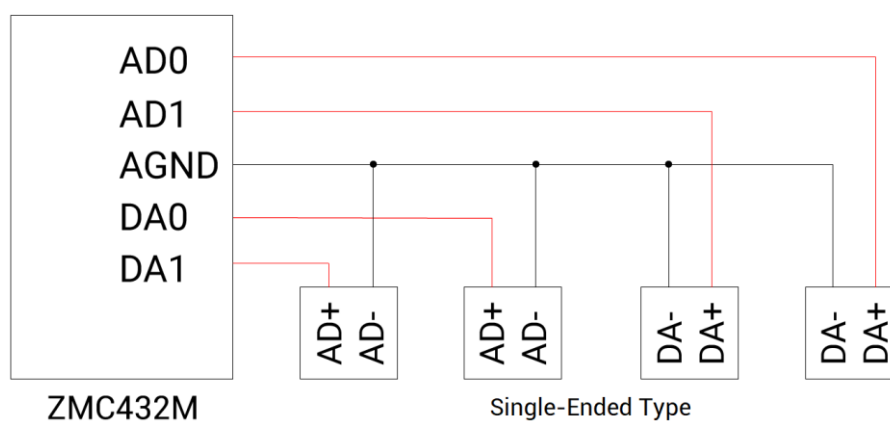 AD0
AD1
AGND
DA0
DA1
AD+
AD-
AD+
AD-
DA-
DA+
DA-
DA+
ZMC432M
Single-Ended Type